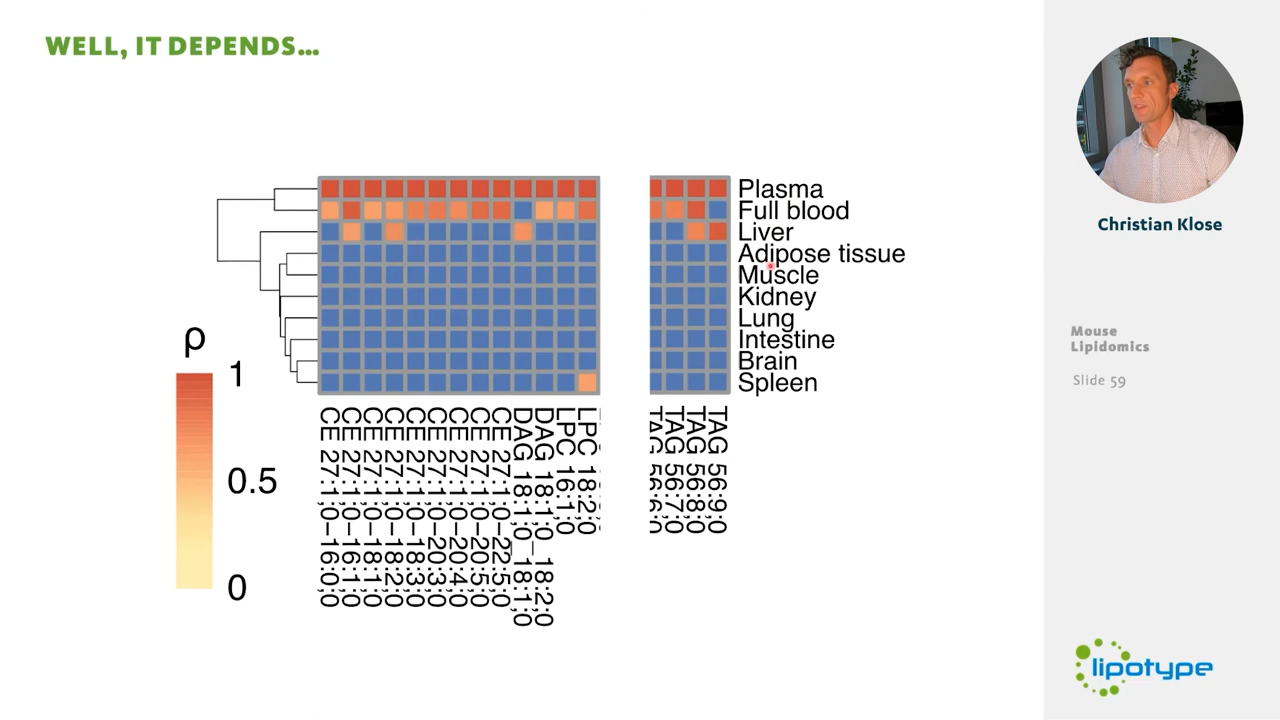 WELL, IT DEPENDS...
Christian Klose
Mouse
Lipidomics
Slide 59
Plasma
Full blood
Liver
Adipose tissue
Muscle
Kidney
Lung
Intestine
Brain
Spleen
ρ
1
0.5
0
CE 27:1;0–16:0;0
CE 27:1;0–16:1;0
CE 27:1;0–18:1;0
CE 27:1;0–18:2;0
CE 27:1;0–18:3;0
CE 27:1;0–20:3;0
CE 27:1;0–20:4;0
CE 27:1;0–20:5;0
CE 27:1;0–22:5;0
DAG 18:1;0_18:1;0
DAG 18:1;0_18:2;0
LPC 16:1;0
LPC 18:2;0
TAG 56:6;0
TAG 56:7;0
TAG 56:8;0
TAG 56:9;0
lipotype